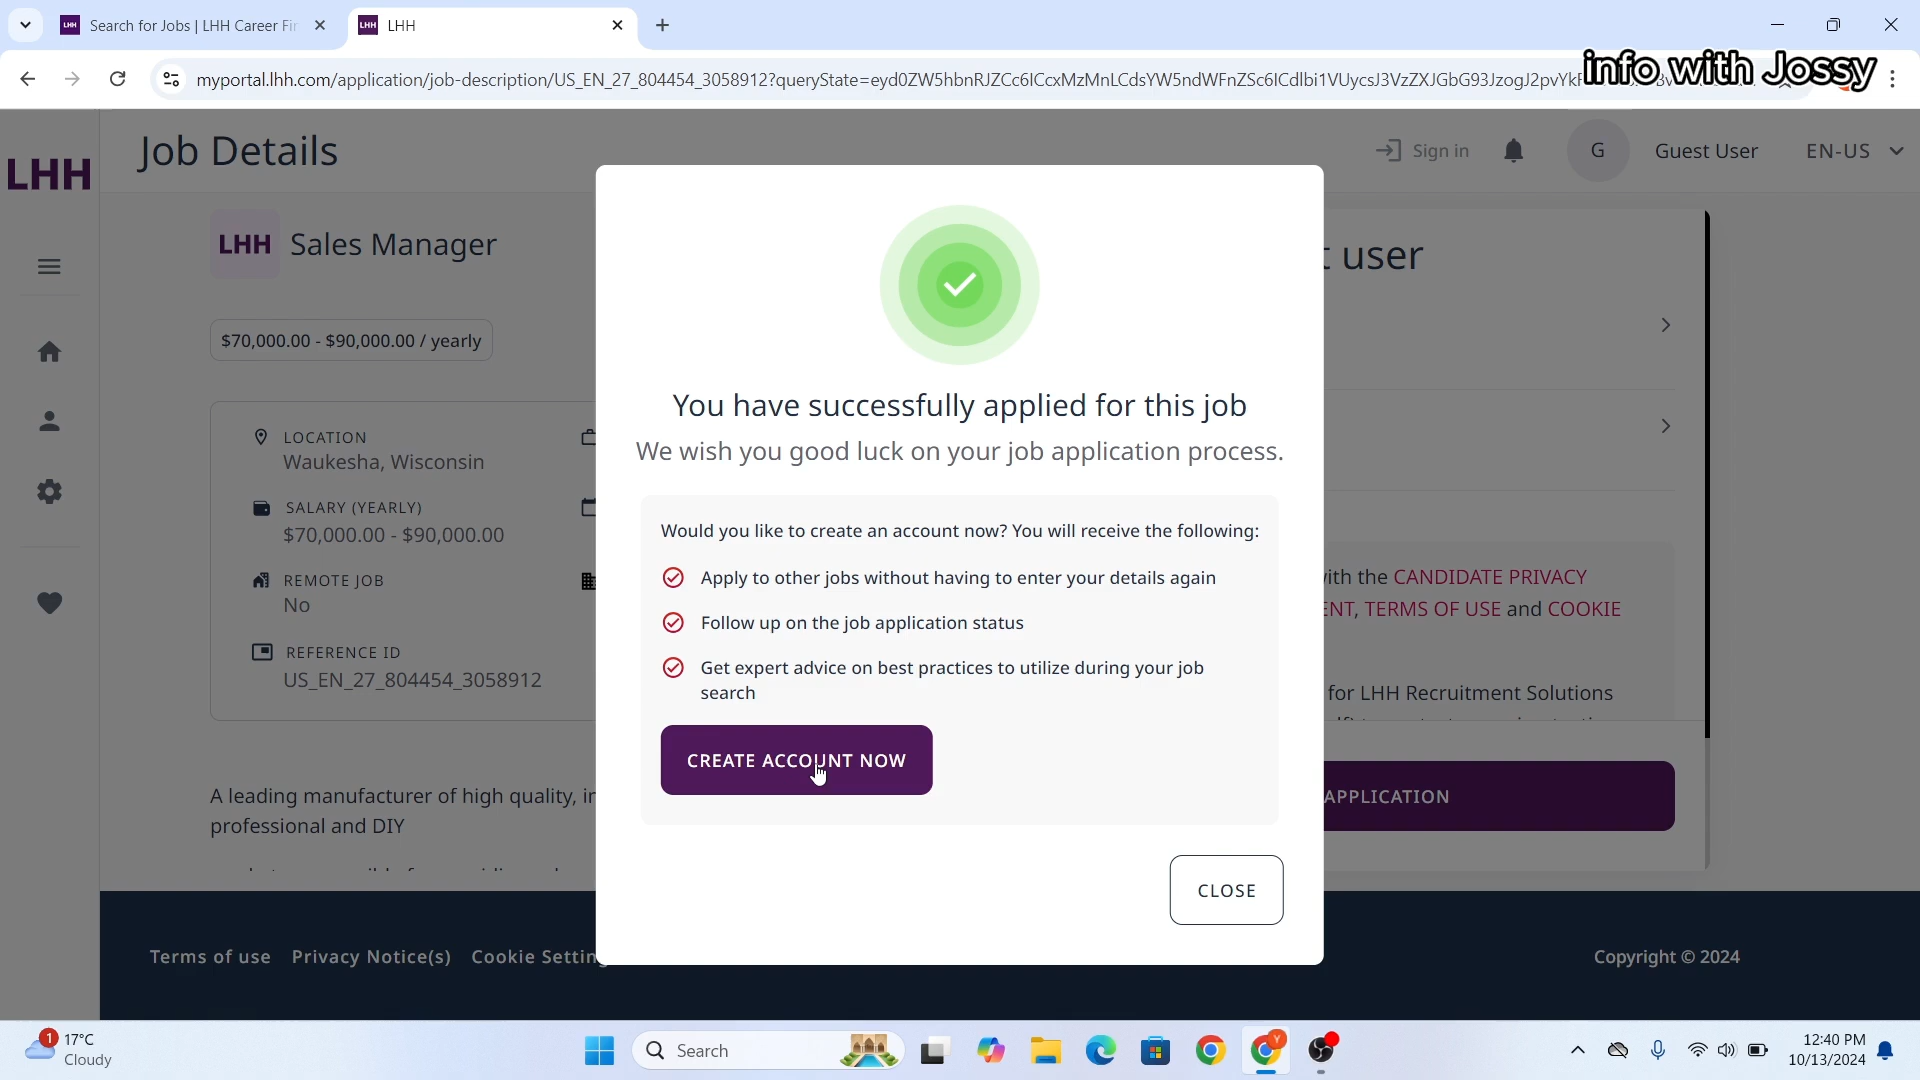 LHH
Search for Jobs | LHH Career Fir
LHH
LHH
myportal.lhh.com/application/job-description/US_EN_27_804454_3058912?queryState=
info with Jossy
LHH
Job Details
Sign in
G
Guest User
EN-US
LHH
Sales Manager
$70,000.00 - $90,000.00 / yearly
LOCATION
Waukesha, Wisconsin
SALARY (YEARLY)
$70,000.00 - $90,000.00
REMOTE JOB
No
REFERENCE ID
US_EN_27_804454_3058912
A leading manufacturer of high quality, in
professional and DIY
You have successfully applied for this job
We wish you good luck on your job application process.
Would you like to create an account now? You will receive the following:
Apply to other jobs without having to enter your details again
Follow up on the job application status
Get expert advice on best practices to utilize during your job
search
CREATE ACCOUNT NOW
CLOSE
t user
with the CANDIDATE PRIVACY
ENT, TERMS OF USE and COOKIE
for LHH Recruitment Solutions
APPLICATION
Terms of use
Privacy Notice(s)
Cookie Setting
Copyright © 2024
1
17°C
Cloudy
Search
Y
12:40 PM
10/13/2024